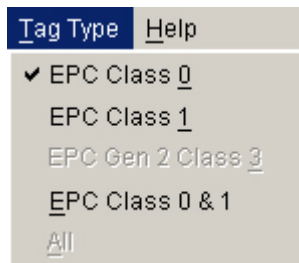 Tag Type Help
✔ EPC Class 0
EPC Class 1
EPC Gen 2 Class 3
EPC Class 0 & 1
All